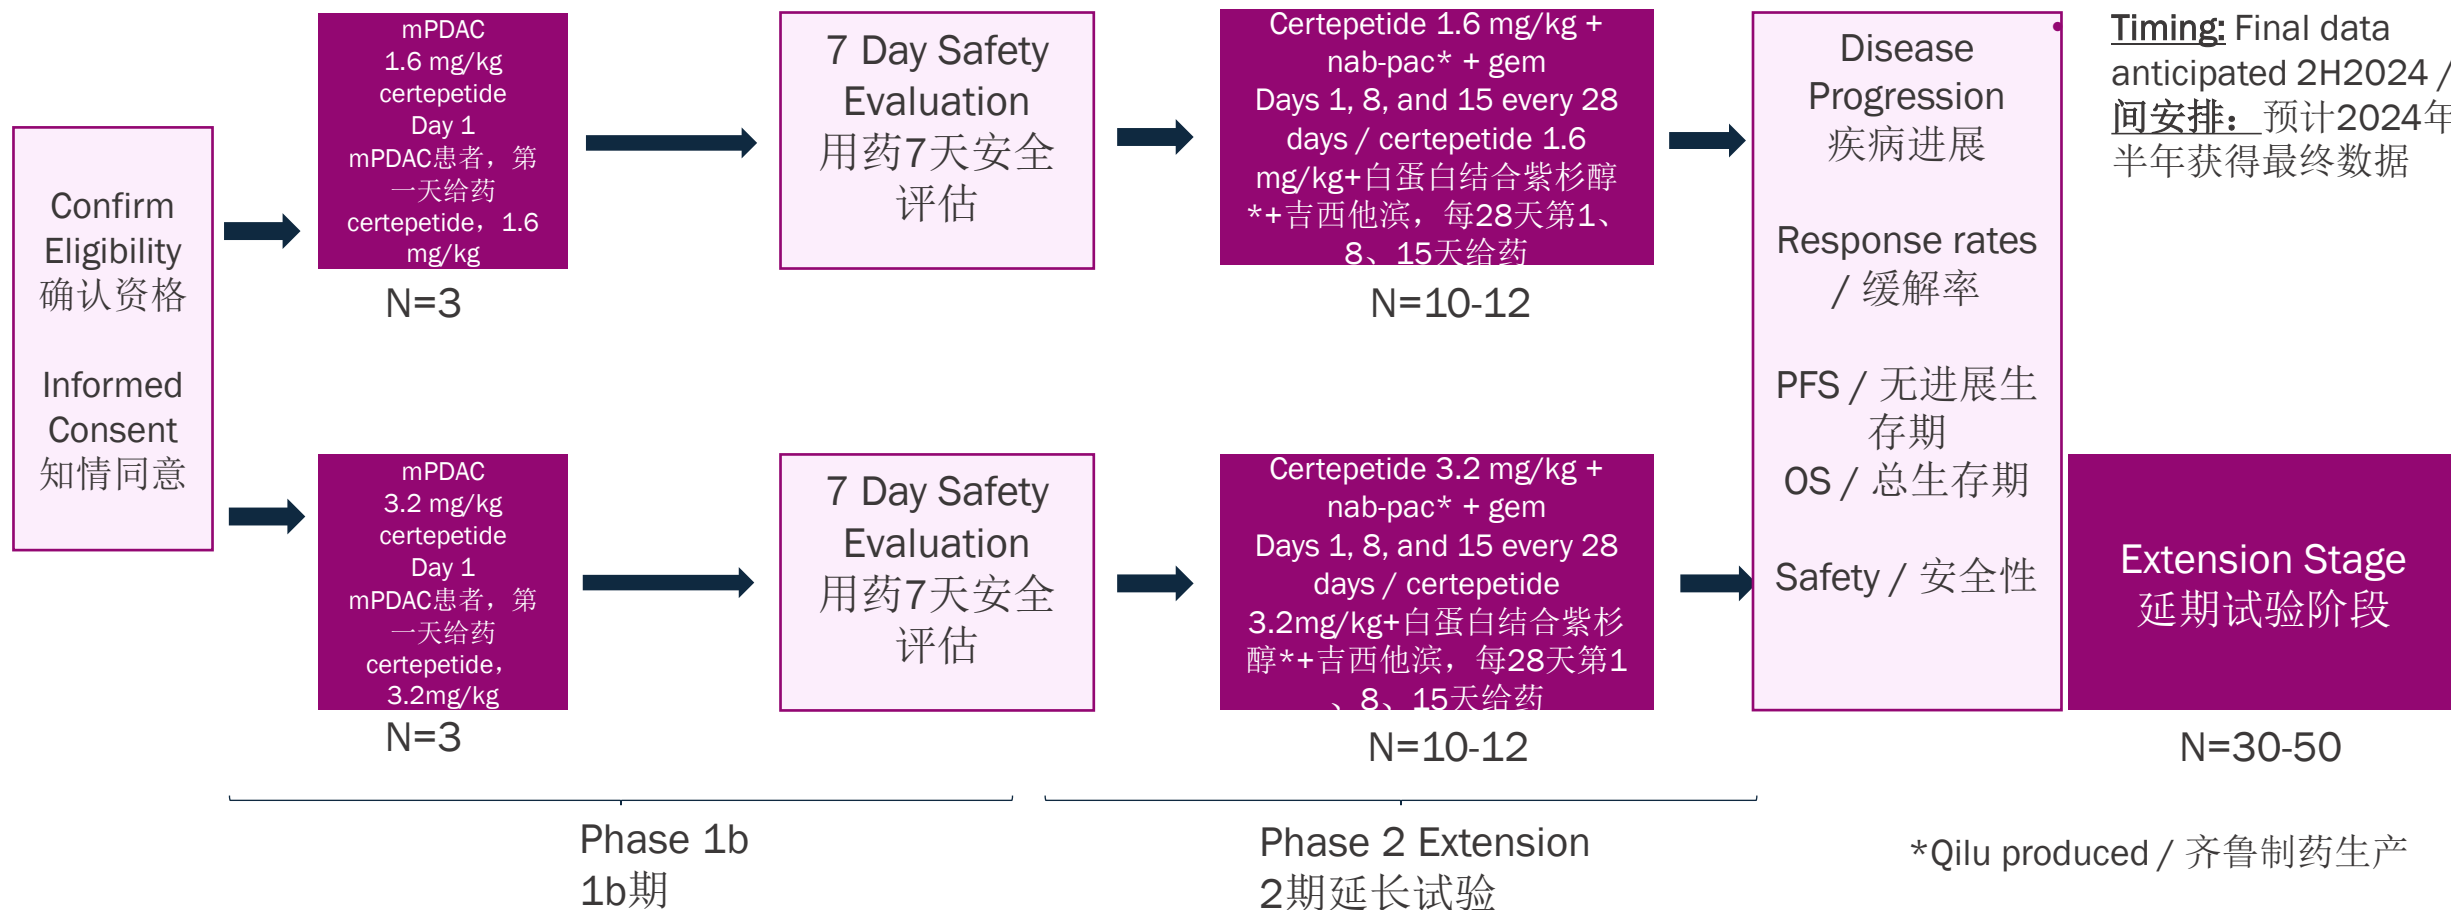 Confirm
Eligibility
确认资格
Informed
Consent
知情同意
mPDAC
1.6 mg/kg
certepetide
Day 1
mPDAC患者，第
一天给药
certepetide，1.6
mg/kg
N=3
7 Day Safety
Evaluation
用药7天安全
评估
Certepetide 1.6 mg/kg +
nab-pac* + gem
Days 1, 8, and 15 every 28
days / certepetide 1.6
mg/kg+白蛋白结合紫杉醇
*+吉西他滨，每28天第1、
8、15天给药
N=10-12
mPDAC
3.2 mg/kg
certepetide
Day 1
mPDAC患者，第
一天给药
certepetide，
3.2mg/kg
N=3
7 Day Safety
Evaluation
用药7天安全
评估
Certepetide 3.2 mg/kg +
nab-pac* + gem
Days 1, 8, and 15 every 28
days / certepetide
3.2mg/kg+白蛋白结合紫杉
醇*+吉西他滨，每28天第1
、8、15天给药
N=10-12
Disease
Progression
疾病进展
Response rates
/ 缓解率
PFS / 无进展生
存期
OS / 总生存期
Safety / 安全性
Timing: Final data
anticipated 2H2024 /
间安排：预计2024年
半年获得最终数据
Extension Stage
延期试验阶段
N=30-50
Phase 1b
1b期
Phase 2 Extension
2期延长试验
*Qilu produced / 齐鲁制药生产